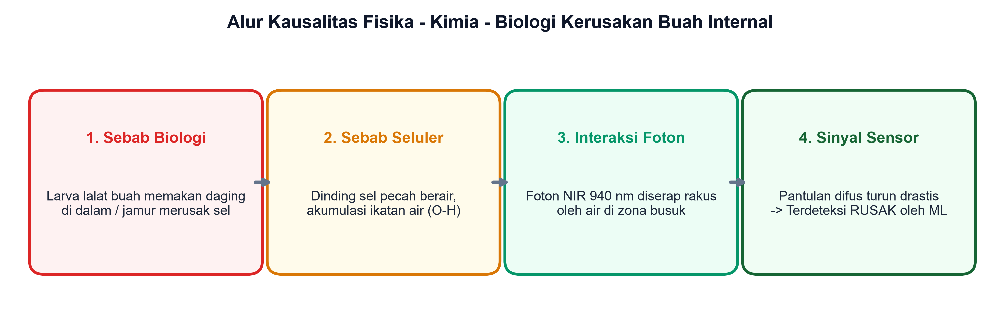 Alur Kausalitas Fisika - Kimia - Biologi Kerusakan Buah Internal
1. Sebab Biologi
Larva lalat buah memakan daging
di dalam / jamur merusak sel
2. Sebab Seluler
Dinding sel pecah berair,
akumulasi ikatan air (O-H)
3. Interaksi Foton
Foton NIR 940 nm diserap rakus
oleh air di zona busuk
4. Sinyal Sensor
Pantulan difus turun drastis
-> Terdeteksi RUSAK oleh ML